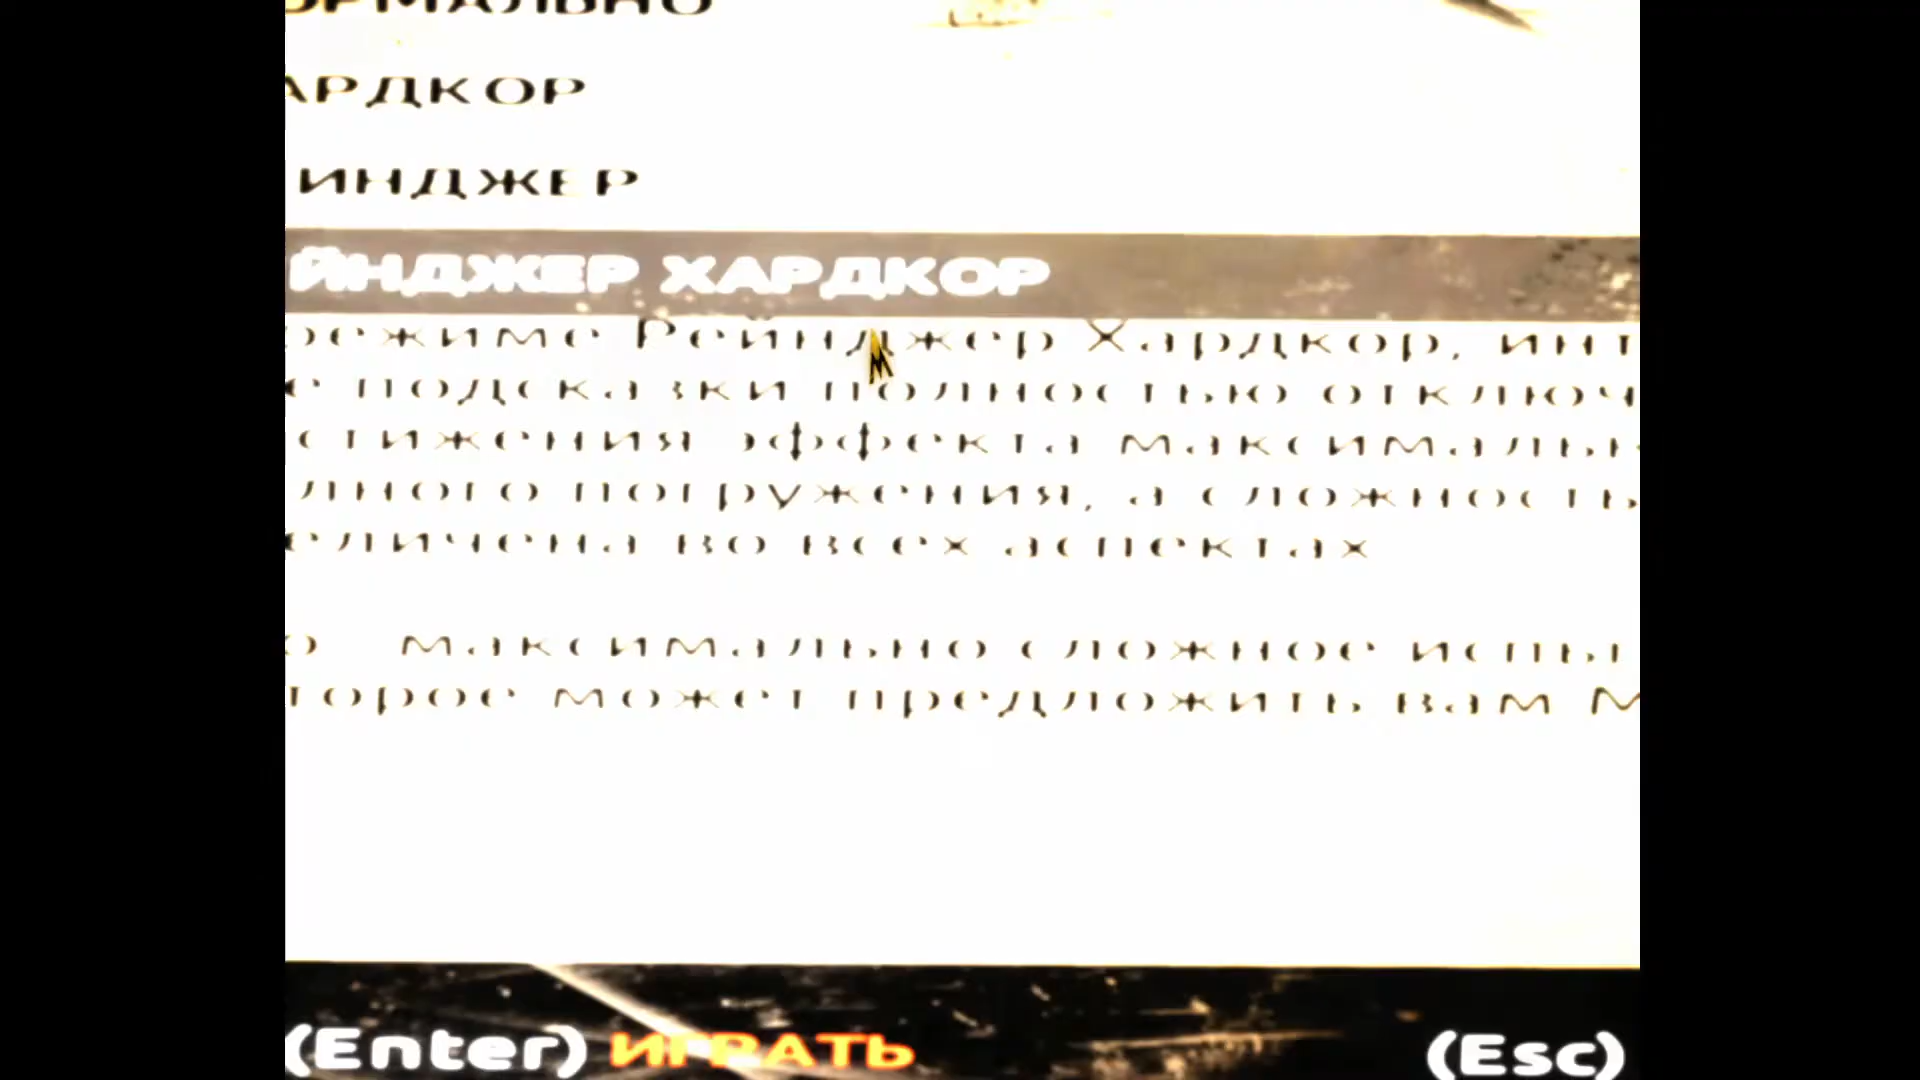 ОРМАЛЬНО
АРДКОР
ИНДЖЕР
ЙНДЖЕР ХАРДКОР
режиме Рейнджер Хардкор, инт
е подсказки полностью отключ
стижения эффекта максимальн
лного погружения, а сложность
еличена во всех аспектах
о максимально сложное испы
торое может предложить вам М
(Enter) ИГРАТЬ (Esc)